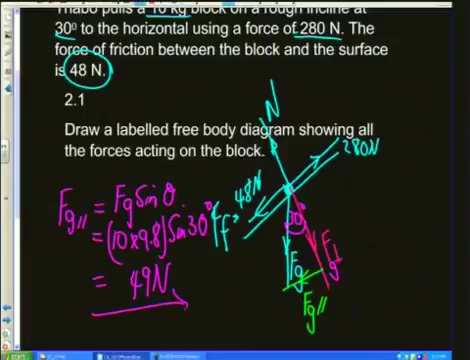 Thabo pulls a 10 kg block on a rough incline at
30⁰ to the horizontal using a force of 280 N. The
force of friction between the block and the surface
is 48 N.
2.1
Draw a labelled free body diagram showing all
the forces acting on the block.
N
280N
48N
Ff
30°
Fg
Fg⊥
Fg//
Fg// = Fg Sin θ
= (10×9.8) Sin 30°
= 49N